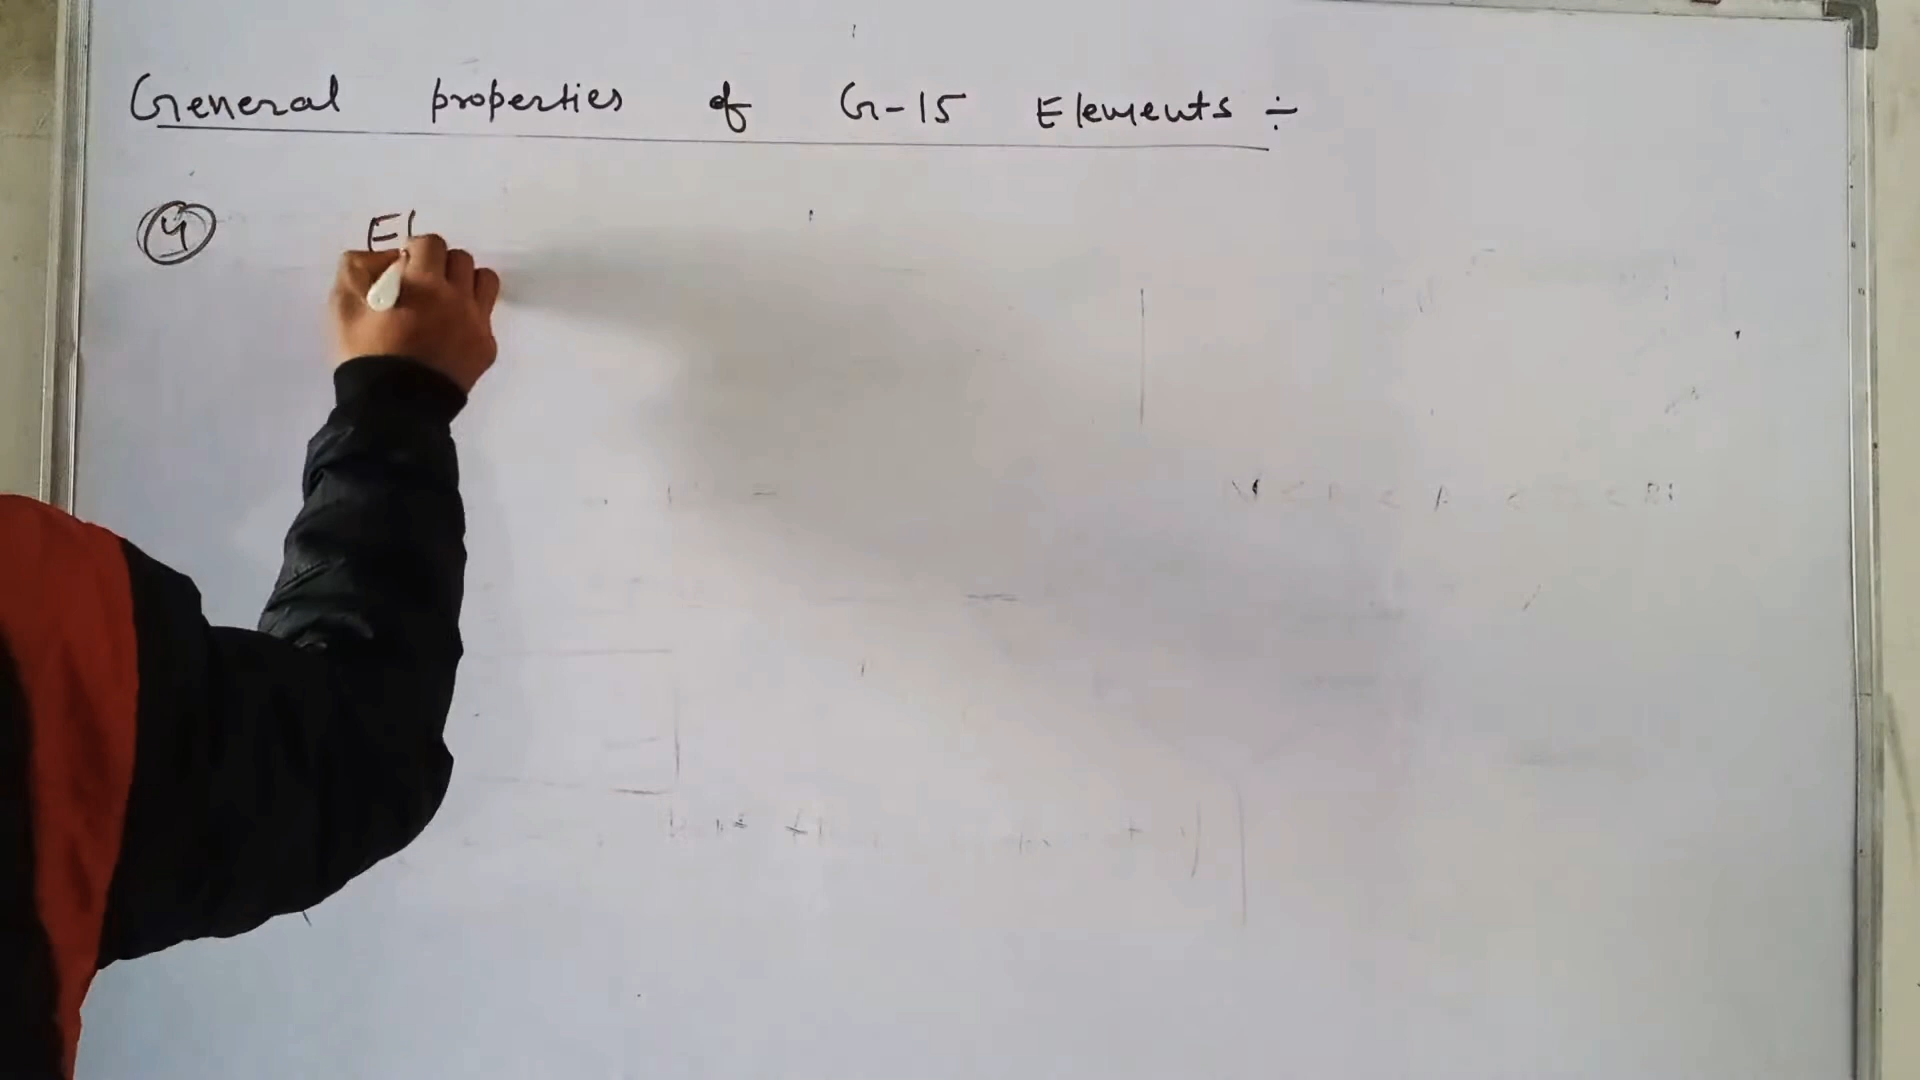 General properties of G-15 Elements ÷
④ El